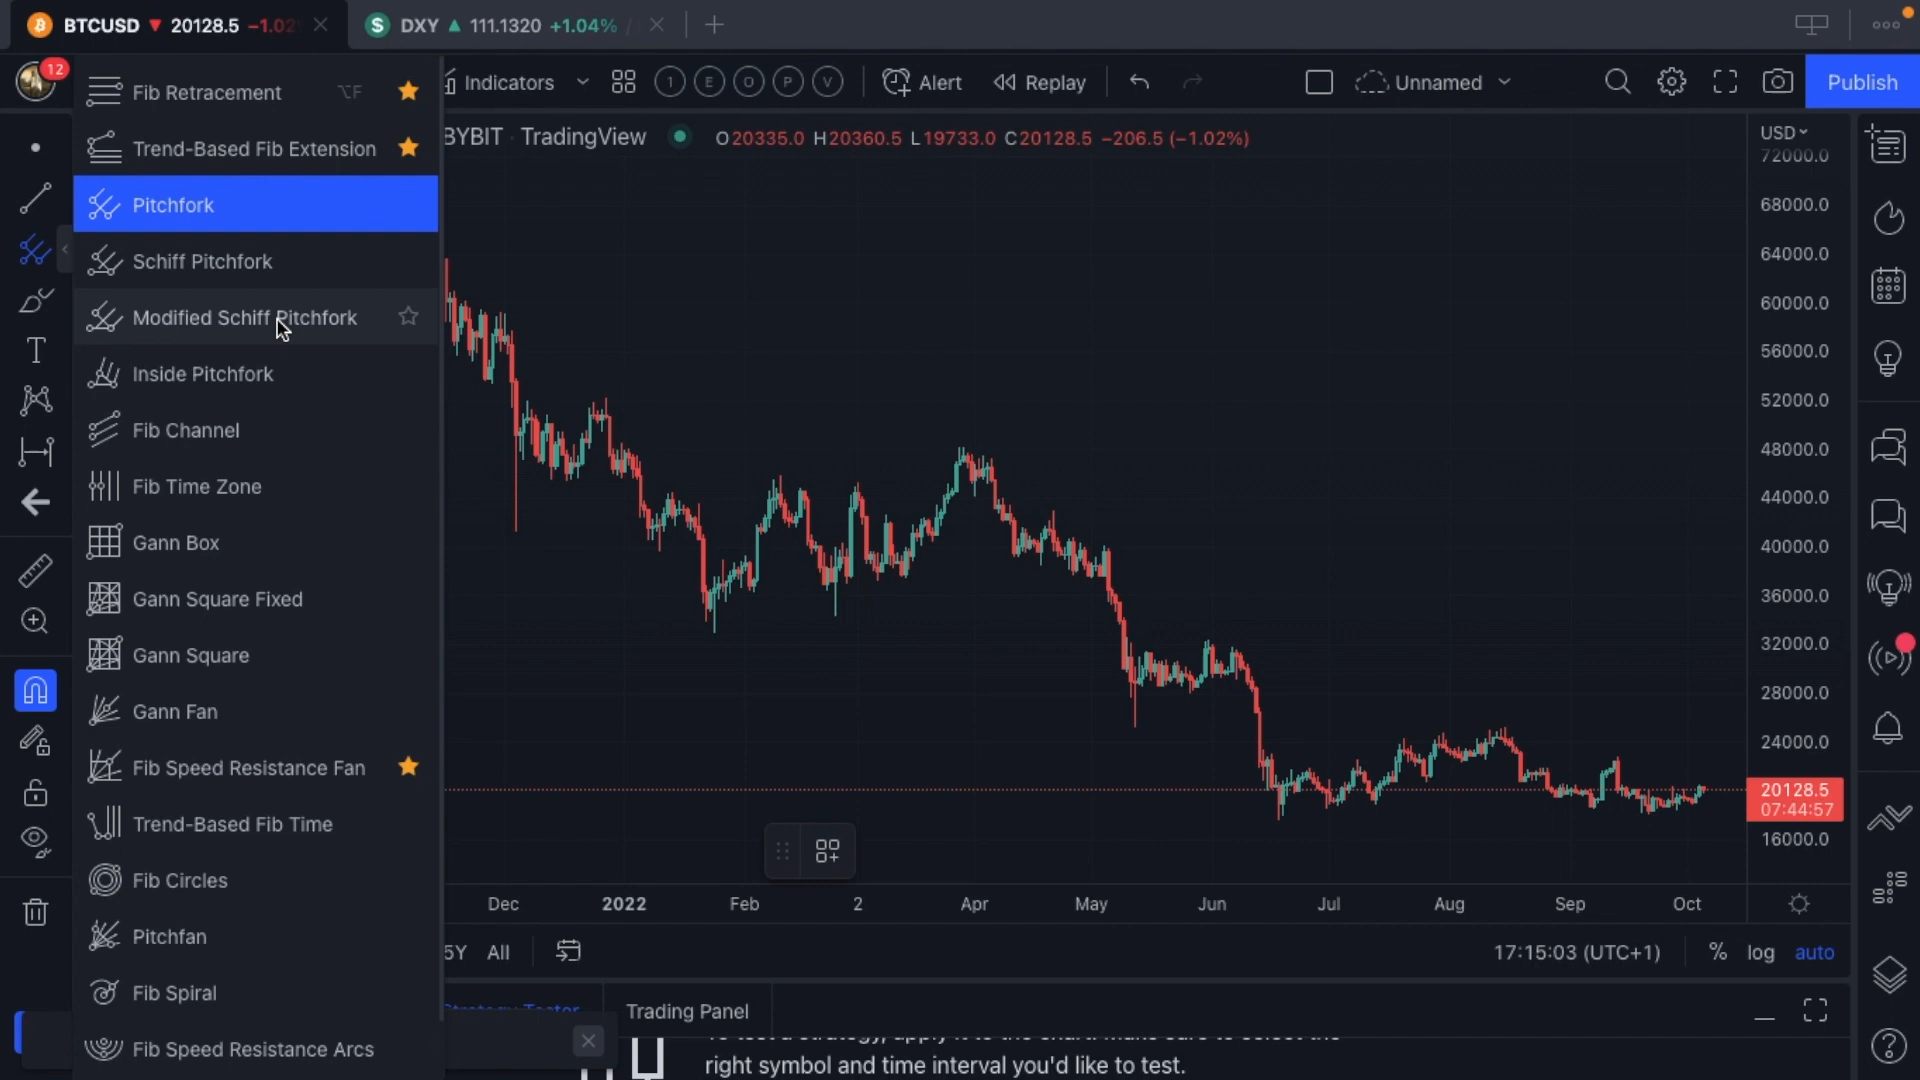 BTCUSD ▼ 20128.5 −1.02
DXY ▲ 111.1320 +1.04%
12
Fib Retracement ⌥F
Indicators
1 E O P V
Alert
Replay
Unnamed
Publish
Trend-Based Fib Extension
BYBIT · TradingView
O20335.0 H20360.5 L19733.0 C20128.5 −206.5 (−1.02%)
USD
72000.0
Pitchfork
68000.0
Schiff Pitchfork
64000.0
Modified Schiff Pitchfork
60000.0
56000.0
Inside Pitchfork
52000.0
Fib Channel
48000.0
Fib Time Zone
44000.0
Gann Box
40000.0
Gann Square Fixed
36000.0
Gann Square
32000.0
28000.0
Gann Fan
24000.0
Fib Speed Resistance Fan
20128.5
07:44:57
Trend-Based Fib Time
16000.0
Fib Circles
Dec 2022 Feb 2 Apr May Jun Jul Aug Sep Oct
Pitchfan
5Y All
17:15:03 (UTC+1) % log auto
Fib Spiral
Trading Panel
Fib Speed Resistance Arcs
right symbol and time interval you'd like to test.